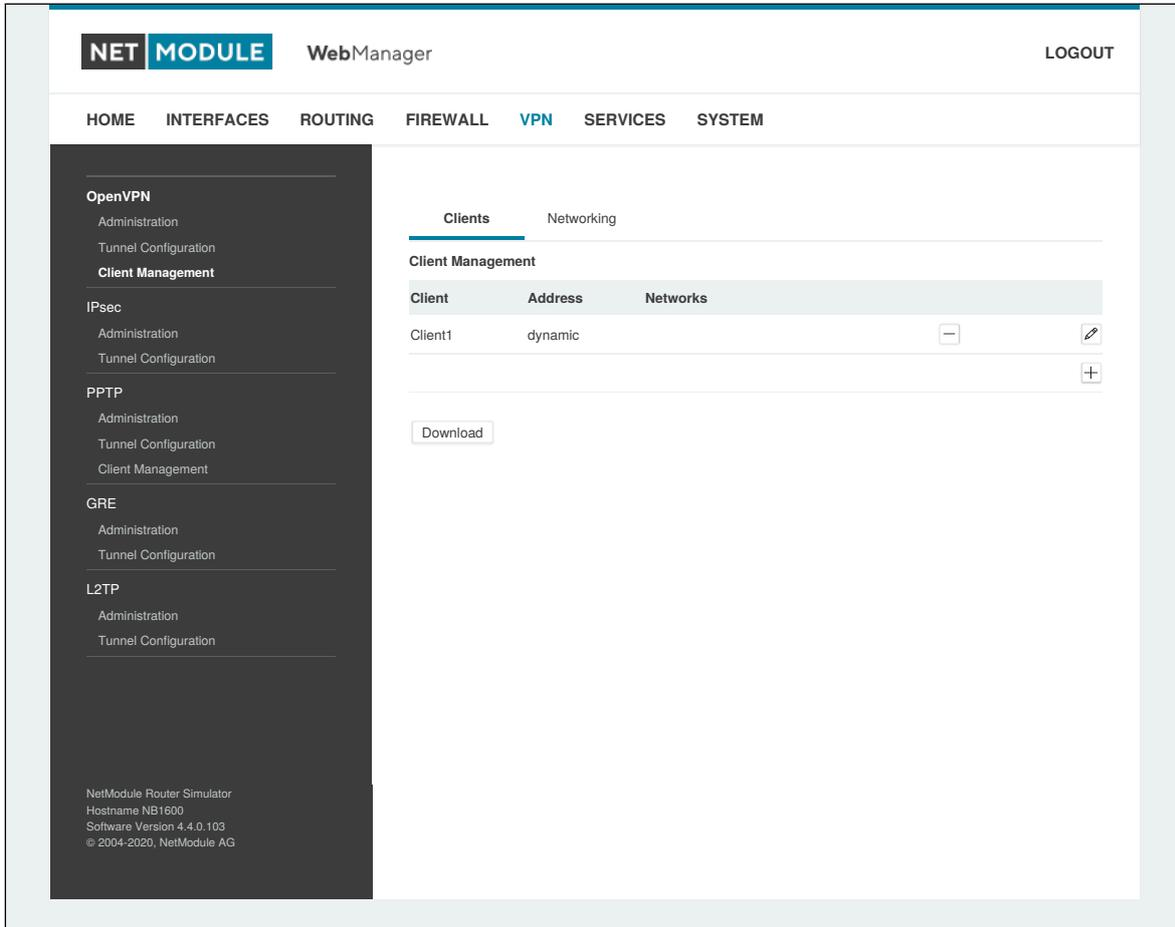 NET MODULE WebManager LOGOUT
HOME INTERFACES ROUTING FIREWALL VPN SERVICES SYSTEM
OpenVPN
Administration
Tunnel Configuration
Client Management
IPsec
Administration
Tunnel Configuration
PPTP
Administration
Tunnel Configuration
Client Management
GRE
Administration
Tunnel Configuration
L2TP
Administration
Tunnel Configuration
NetModule Router Simulator
Hostname NB1600
Software Version 4.4.0.103
© 2004-2020, NetModule AG
Clients Networking
Client Management
Client Address Networks
Client1 dynamic
Download